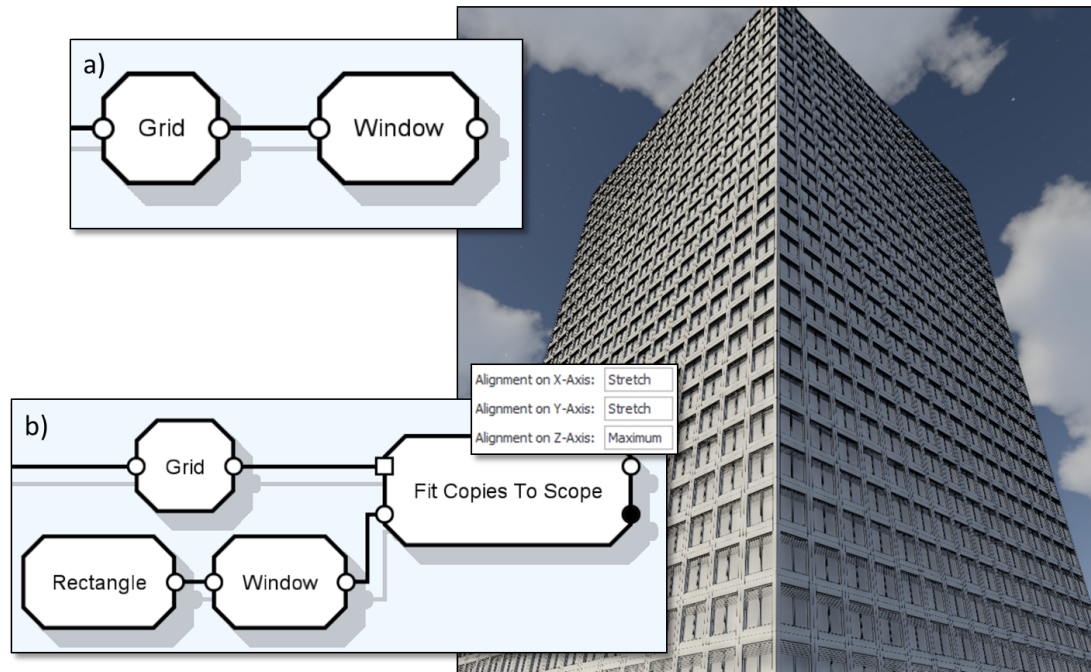 a)
Grid
Window
Alignment on X-Axis: Stretch
Alignment on Y-Axis: Stretch
Alignment on Z-Axis: Maximum
b)
Grid
Fit Copies To Scope
Rectangle
Window